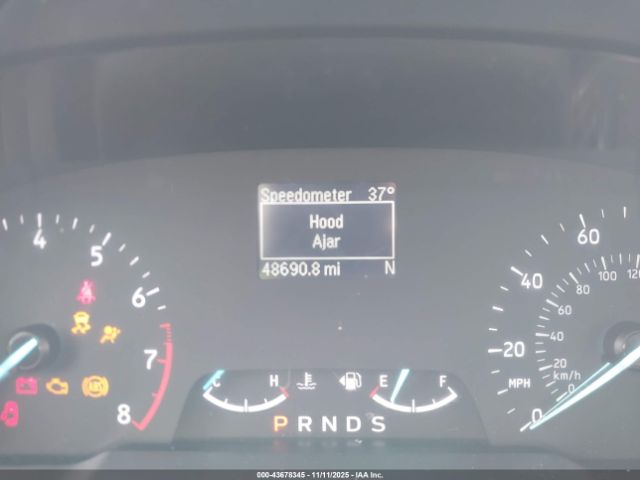 Speedometer 37°
Hood
Ajar
48690.8 mi N
4 5 6 7 8
ABS
C H
E F
P R N D S
0 20 40 60
MPH
0 20 40 60 80 100 120
km/h
000-43678345 - 11/11/2025 - IAA Inc.